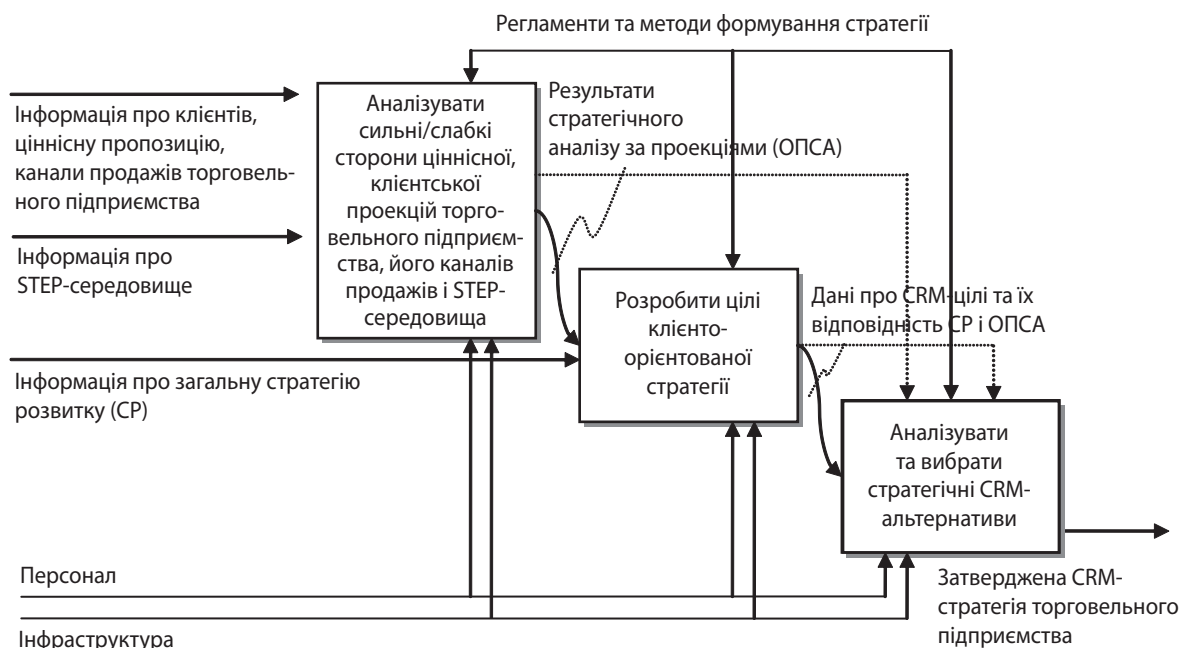 Регламенти та методи формування стратегії
Інформація про клієнтів,
ціннісну пропозицію,
канали продажів торговель-
ного підприємства
Інформація про
STEP-середовище
Інформація про загальну стратегію
розвитку (СР)
Аналізувати
сильні/слабкі
сторони ціннісної,
клієнтської
проекцій торго-
вельного підприєм-
ства, його каналів
продажів і STEP-
середовища
Результати
стратегічного
аналізу за проекціями (ОПСА)
Розробити цілі
клієнто-
орієнтованої
стратегії
Дані про CRM-цілі та їх
відповідність СР і ОПСА
Аналізувати
та вибрати
стратегічні CRM-
альтернативи
Персонал
Інфраструктура
Затверджена CRM-
стратегія торговельного
підприємства